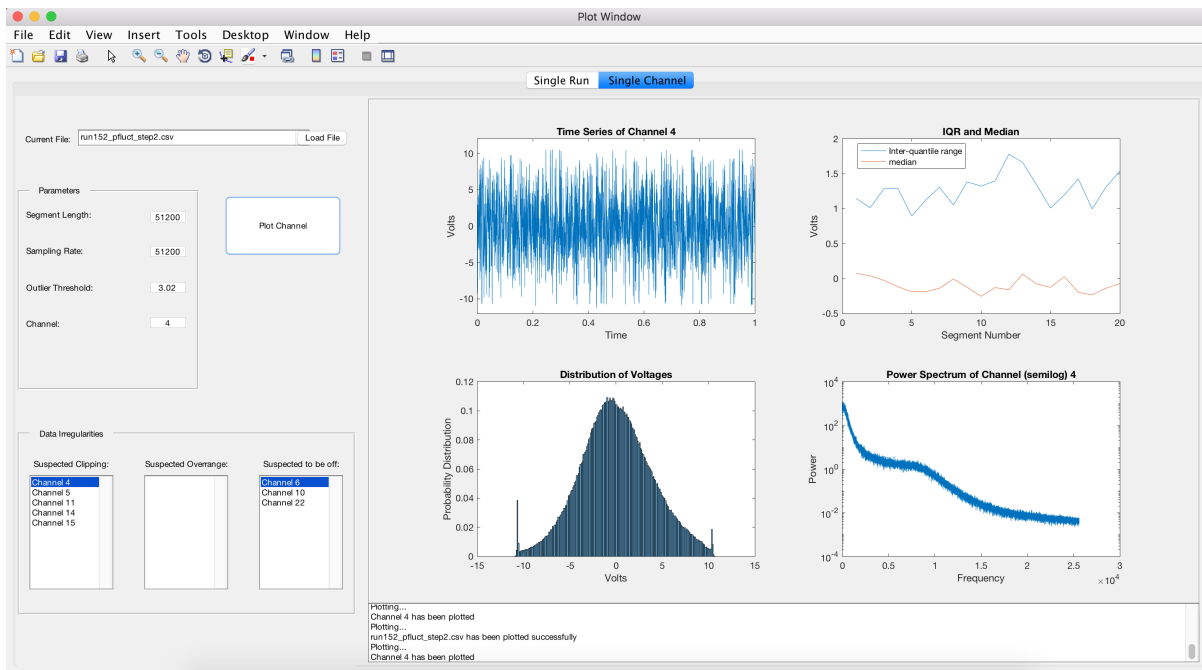 Plot Window
File Edit View Insert Tools Desktop Window Help
Single Run Single Channel
Current File: run152_pfluct_step2.csv Load File
Parameters
Segment Length: 51200
Sampling Rate: 51200
Outlier Threshold: 3.02
Channel: 4
Plot Channel
Data Irregularities
Suspected Clipping: Suspected Overrange: Suspected to be off:
Channel 4
Channel 5
Channel 11
Channel 14
Channel 15
Channel 6
Channel 10
Channel 22
Time Series of Channel 4
Volts
10
5
0
-5
-10
0 0.2 0.4 0.6 0.8 1
Time
IQR and Median
Inter-quantile range
median
Volts
2
1.5
1
0.5
0
-0.5
0 5 10 15 20
Segment Number
Distribution of Voltages
Probability Distribution
0.12
0.1
0.08
0.06
0.04
0.02
0
-15 -10 -5 0 5 10 15
Volts
Power Spectrum of Channel (semilog) 4
Power
10^4
10^2
10^0
10^-2
10^-4
0 0.5 1 1.5 2 2.5 3
Frequency ×10^4
Plotting...
Channel 4 has been plotted
Plotting...
run152_pfluct_step2.csv has been plotted successfully
Plotting...
Channel 4 has been plotted